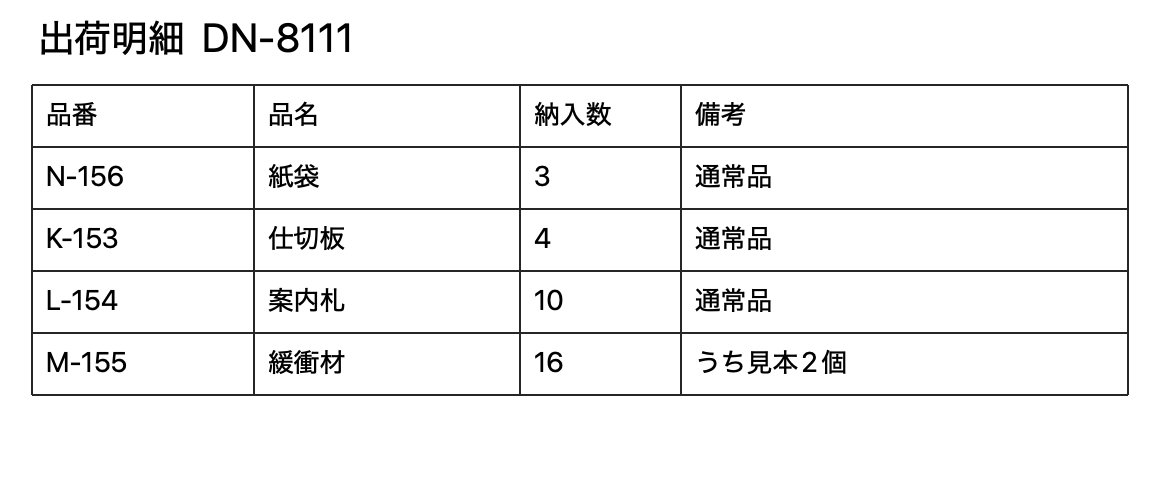 出荷明細 DN-8111
品番 品名 納入数 備考
N-156 紙袋 3 通常品
K-153 仕切板 4 通常品
L-154 案内札 10 通常品
M-155 緩衝材 16 うち見本2個